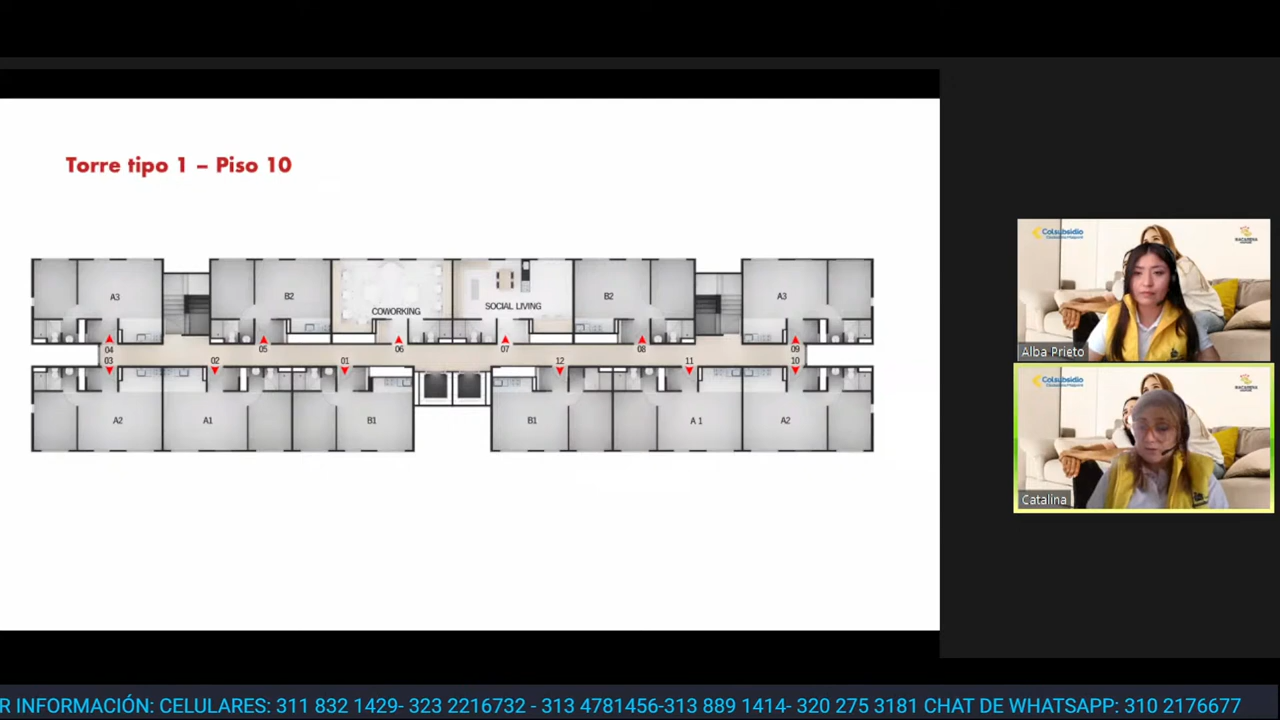 Torre tipo 1 – Piso 10
A3
B2
COWORKING
SOCIAL LIVING
B2
A3
04
05
06
07
08
09
03
02
01
12
11
10
A2
A1
B1
B1
A 1
A2
Colsubsidio
Alba Prieto
Colsubsidio
Catalina
R INFORMACIÓN: CELULARES: 311 832 1429- 323 2216732 - 313 4781456-313 889 1414- 320 275 3181 CHAT DE WHATSAPP: 310 2176677